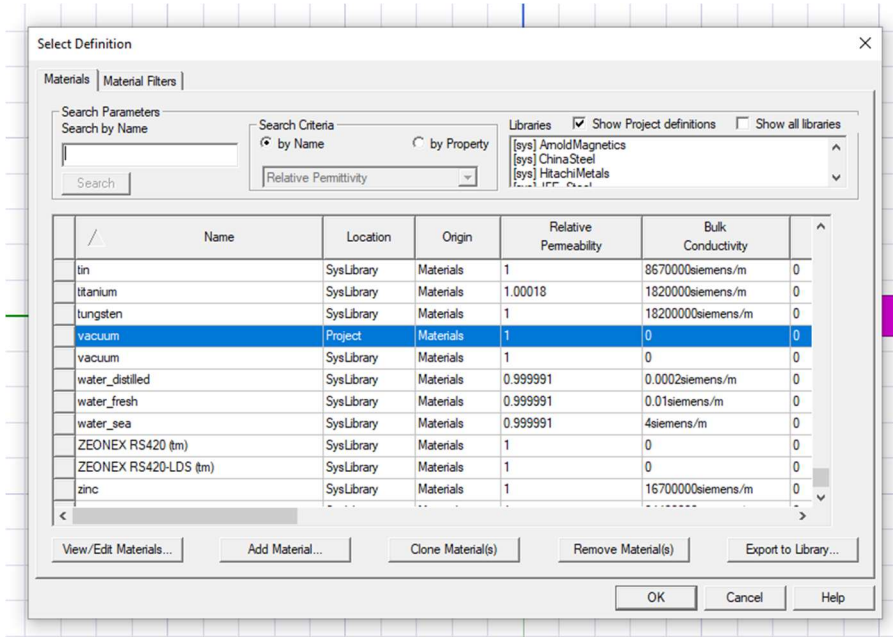 Select Definition
Materials Material Filters
Search Parameters
Search by Name
Search
Search Criteria
by Name by Property
Relative Permittivity
Libraries Show Project definitions Show all libraries
[sys] ArnoldMagnetics
[sys] ChinaSteel
[sys] HitachiMetals
Name Location Origin Relative Permeability Bulk Conductivity
tin SysLibrary Materials 1 8670000siemens/m 0
titanium SysLibrary Materials 1.00018 1820000siemens/m 0
tungsten SysLibrary Materials 1 18200000siemens/m 0
vacuum Project Materials 1 0 0
vacuum SysLibrary Materials 1 0 0
water_distilled SysLibrary Materials 0.999991 0.0002siemens/m 0
water_fresh SysLibrary Materials 0.999991 0.01siemens/m 0
water_sea SysLibrary Materials 0.999991 4siemens/m 0
ZEONEX RS420 (tm) SysLibrary Materials 1 0 0
ZEONEX RS420-LDS (tm) SysLibrary Materials 1 0 0
zinc SysLibrary Materials 1 16700000siemens/m 0
View/Edit Materials... Add Material... Clone Material(s) Remove Material(s) Export to Library...
OK Cancel Help